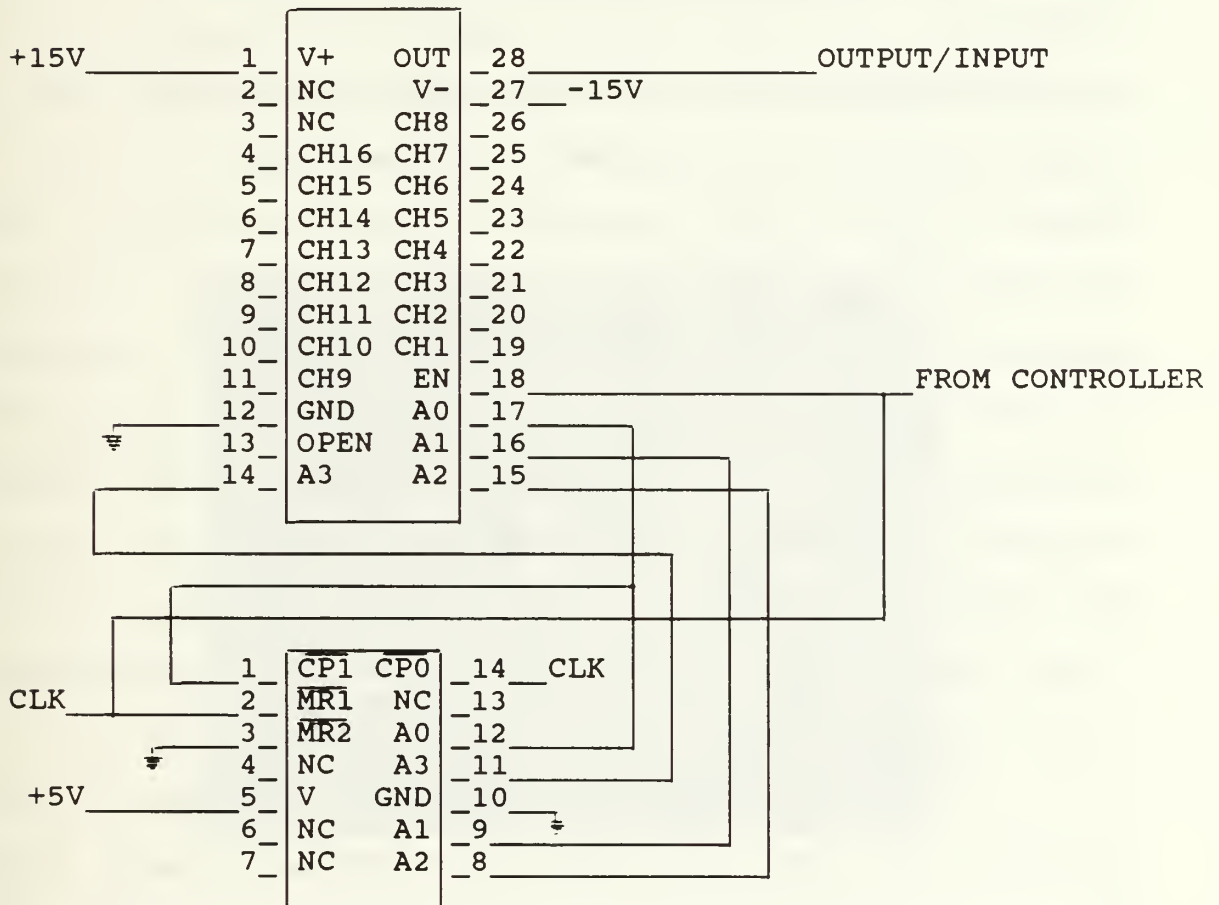 +15V 1 V+ OUT 28 OUTPUT/INPUT
2 NC V- 27 -15V
3 NC CH8 26
4 CH16 CH7 25
5 CH15 CH6 24
6 CH14 CH5 23
7 CH13 CH4 22
8 CH12 CH3 21
9 CH11 CH2 20
10 CH10 CH1 19
11 CH9 EN 18 FROM CONTROLLER
12 GND A0 17
13 OPEN A1 16
14 A3 A2 15
1 CP1 CP0 14 CLK
CLK 2 MR1 NC 13
3 MR2 A0 12
4 NC A3 11
+5V 5 V GND 10
6 NC A1 9
7 NC A2 8